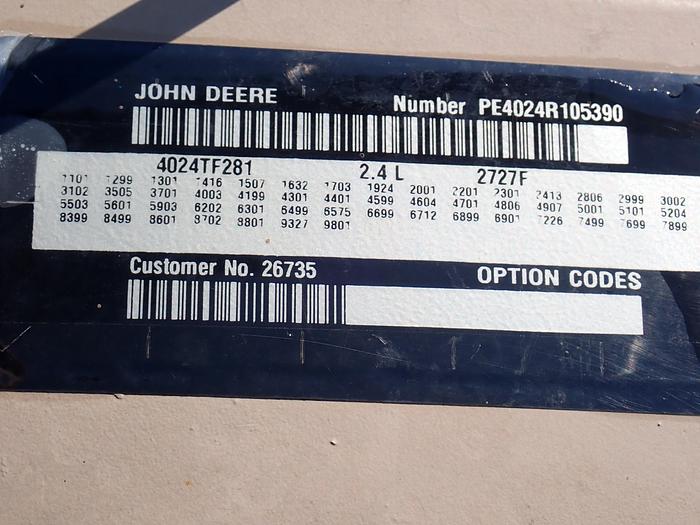 JOHN DEERE Number PE4024R105390
4024TF281 2.4 L 2727F
1101 1299 1301 1416 1507 1632 1703 1924 2001 2201 2301 2413 2806 2999 3002
3102 3505 3701 4003 4199 4301 4401 4599 4604 4701 4806 4907 5001 5101 5204
5503 5601 5903 6202 6301 6499 6575 6699 6712 6899 6901 7226 7499 7699 7899
8399 8499 8601 8702 8801 9327 9801
Customer No. 26735 OPTION CODES